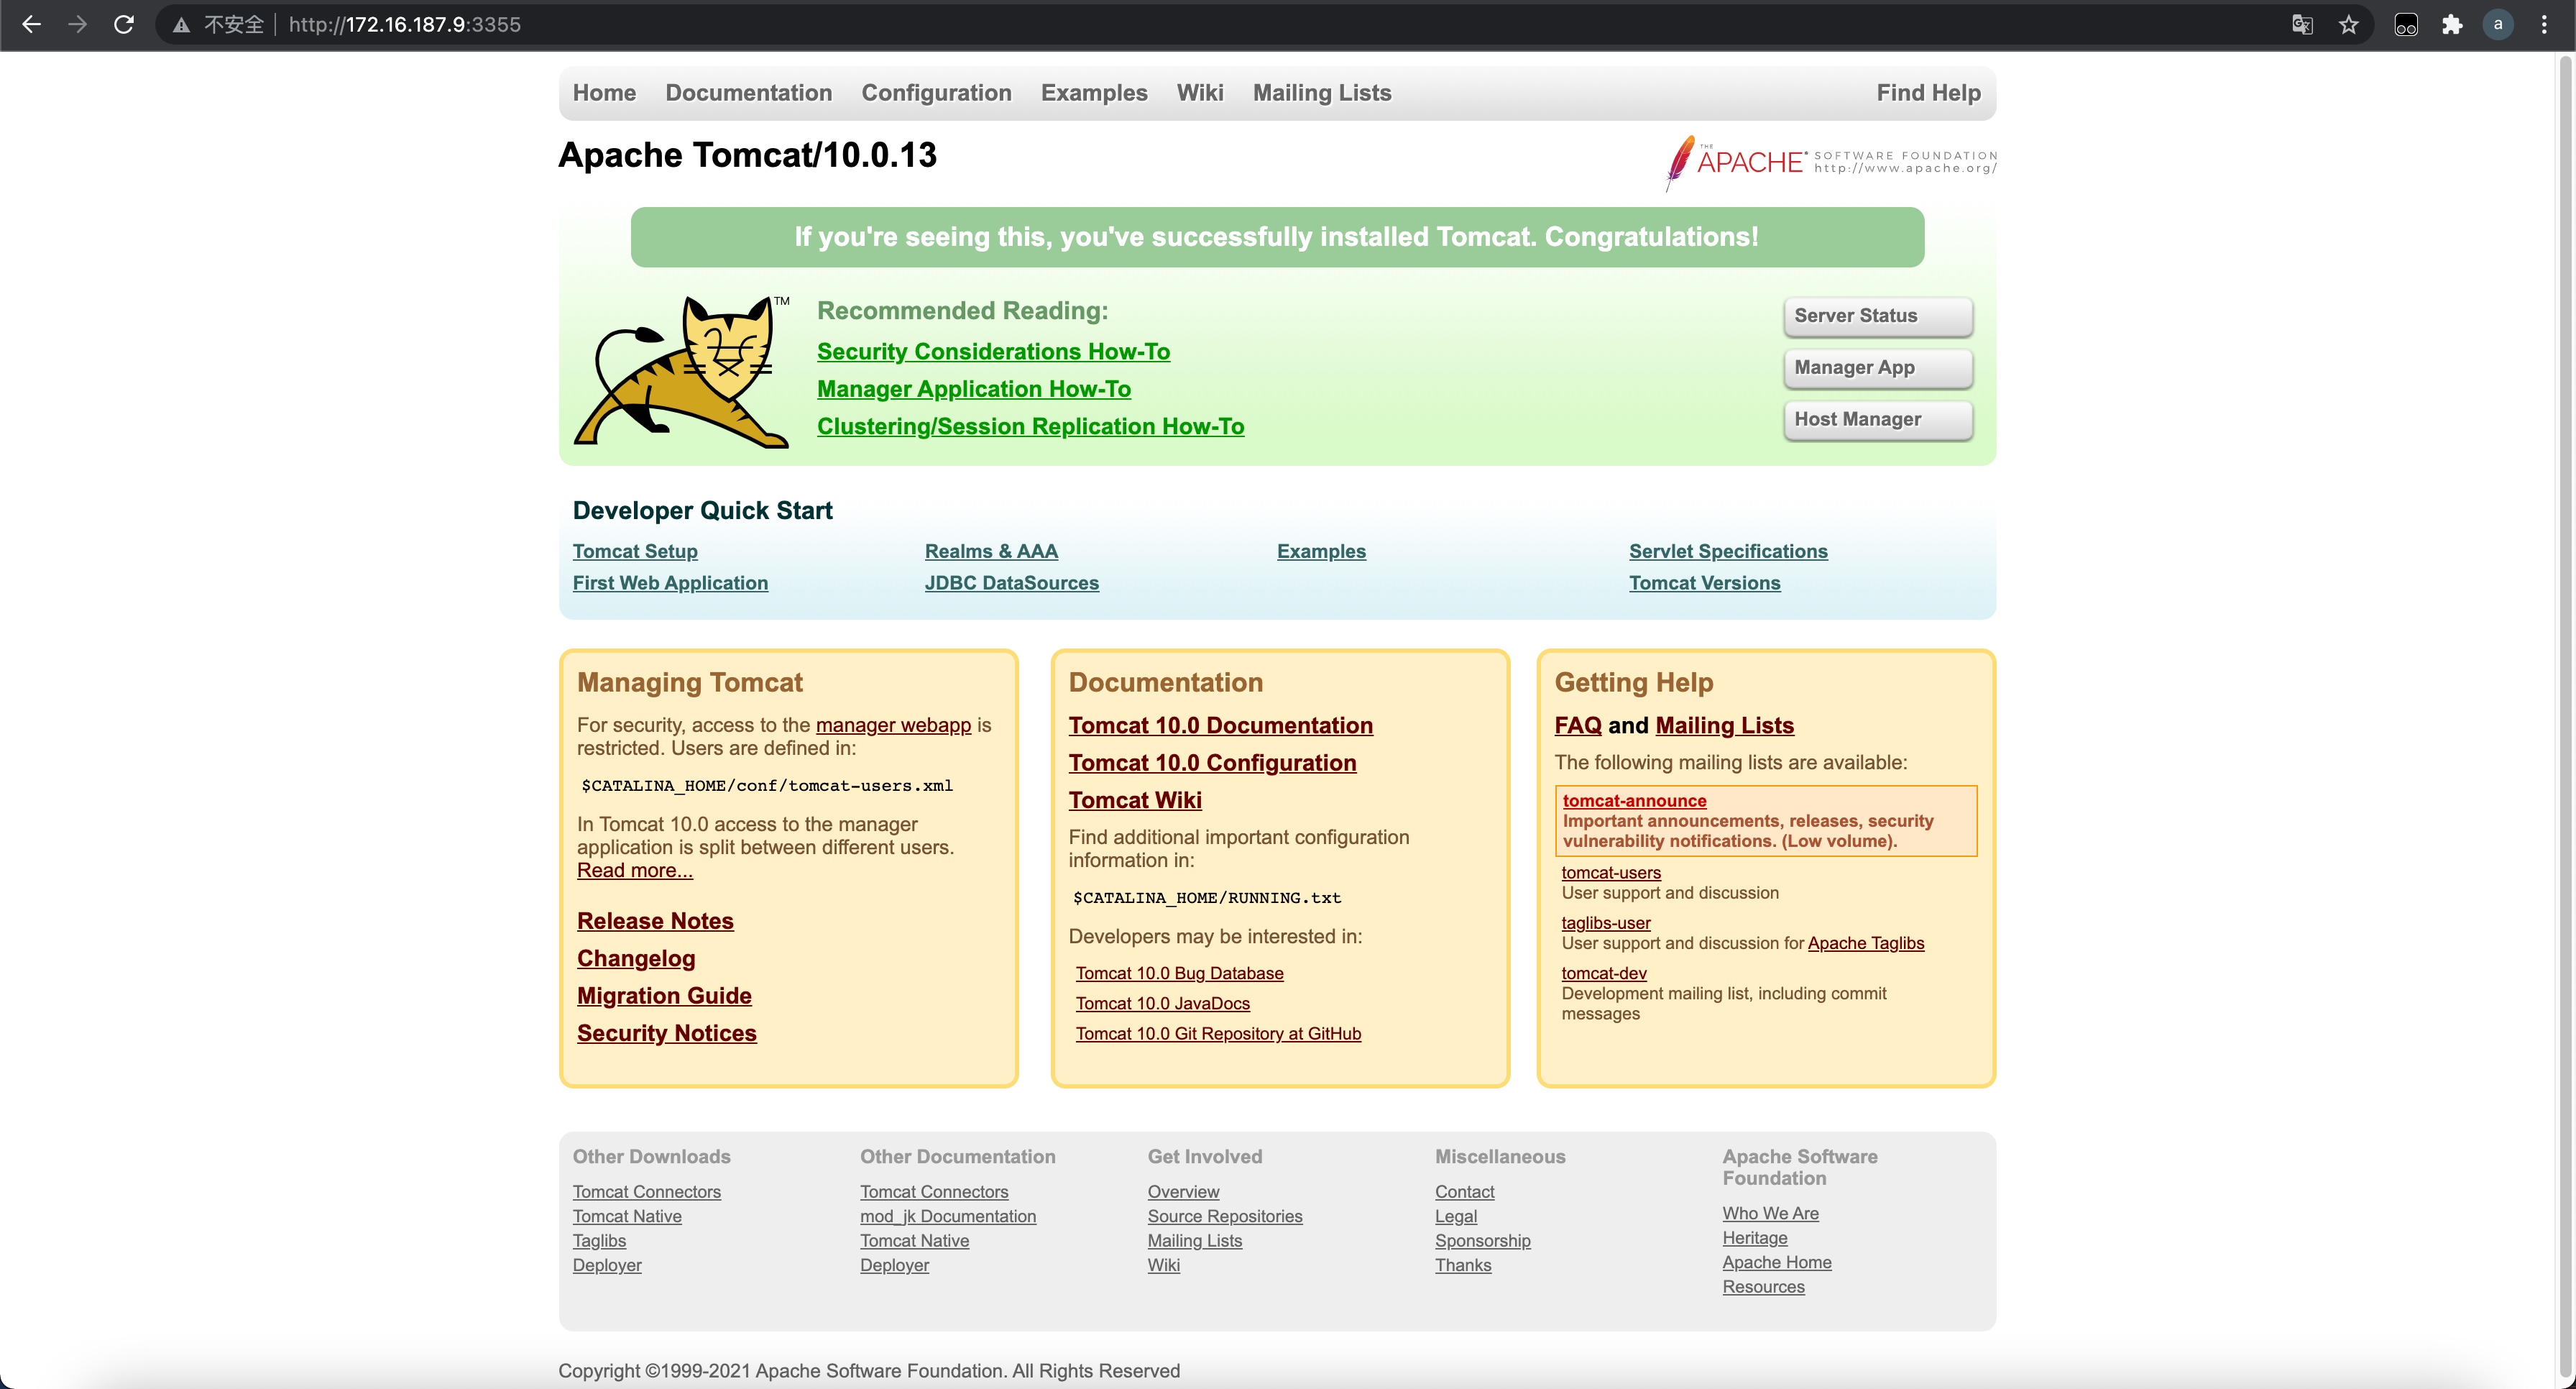 不安全 http://172.16.187.9:3355
a
Home Documentation Configuration Examples Wiki Mailing Lists Find Help
Apache Tomcat/10.0.13
THE APACHE® SOFTWARE FOUNDATION
http://www.apache.org/
If you're seeing this, you've successfully installed Tomcat. Congratulations!
TM
Recommended Reading:
Security Considerations How-To
Manager Application How-To
Clustering/Session Replication How-To
Server Status
Manager App
Host Manager
Developer Quick Start
Tomcat Setup
First Web Application
Realms & AAA
JDBC DataSources
Examples
Servlet Specifications
Tomcat Versions
Managing Tomcat
For security, access to the manager webapp is
restricted. Users are defined in:
$CATALINA_HOME/conf/tomcat-users.xml
In Tomcat 10.0 access to the manager
application is split between different users.
Read more...
Release Notes
Changelog
Migration Guide
Security Notices
Documentation
Tomcat 10.0 Documentation
Tomcat 10.0 Configuration
Tomcat Wiki
Find additional important configuration
information in:
$CATALINA_HOME/RUNNING.txt
Developers may be interested in:
Tomcat 10.0 Bug Database
Tomcat 10.0 JavaDocs
Tomcat 10.0 Git Repository at GitHub
Getting Help
FAQ and Mailing Lists
The following mailing lists are available:
tomcat-announce
Important announcements, releases, security
vulnerability notifications. (Low volume).
tomcat-users
User support and discussion
taglibs-user
User support and discussion for Apache Taglibs
tomcat-dev
Development mailing list, including commit
messages
Other Downloads
Tomcat Connectors
Tomcat Native
Taglibs
Deployer
Other Documentation
Tomcat Connectors
mod_jk Documentation
Tomcat Native
Deployer
Get Involved
Overview
Source Repositories
Mailing Lists
Wiki
Miscellaneous
Contact
Legal
Sponsorship
Thanks
Apache Software
Foundation
Who We Are
Heritage
Apache Home
Resources
Copyright ©1999-2021 Apache Software Foundation. All Rights Reserved